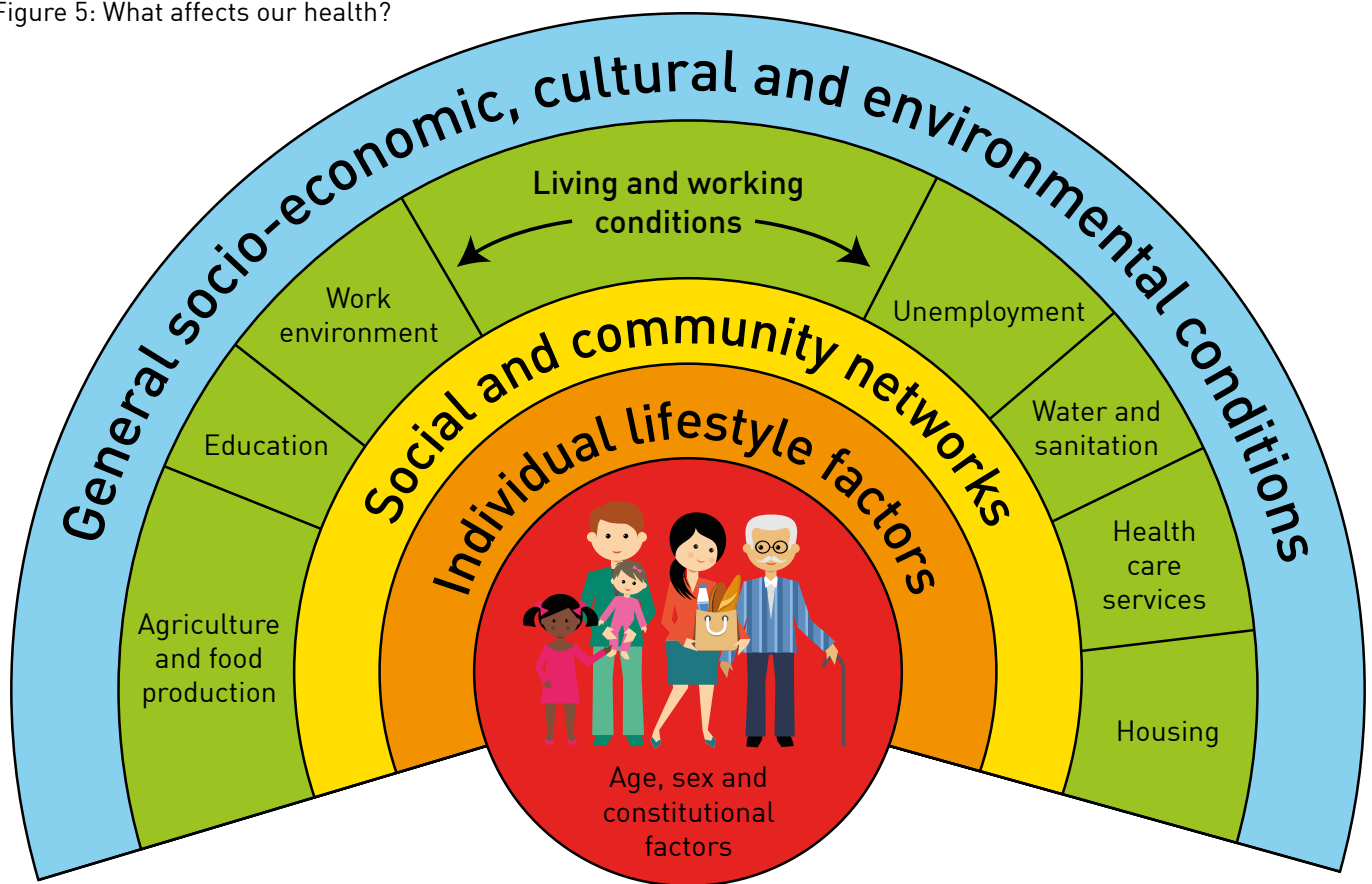 Figure 5: What affects our health?
General socio-economic, cultural and environmental conditions
Living and working
conditions
Work
environment
Unemployment
Education
Water and
sanitation
Agriculture
and food
production
Health
care
services
Housing
Social and community networks
Individual lifestyle factors
Age, sex and
constitutional
factors